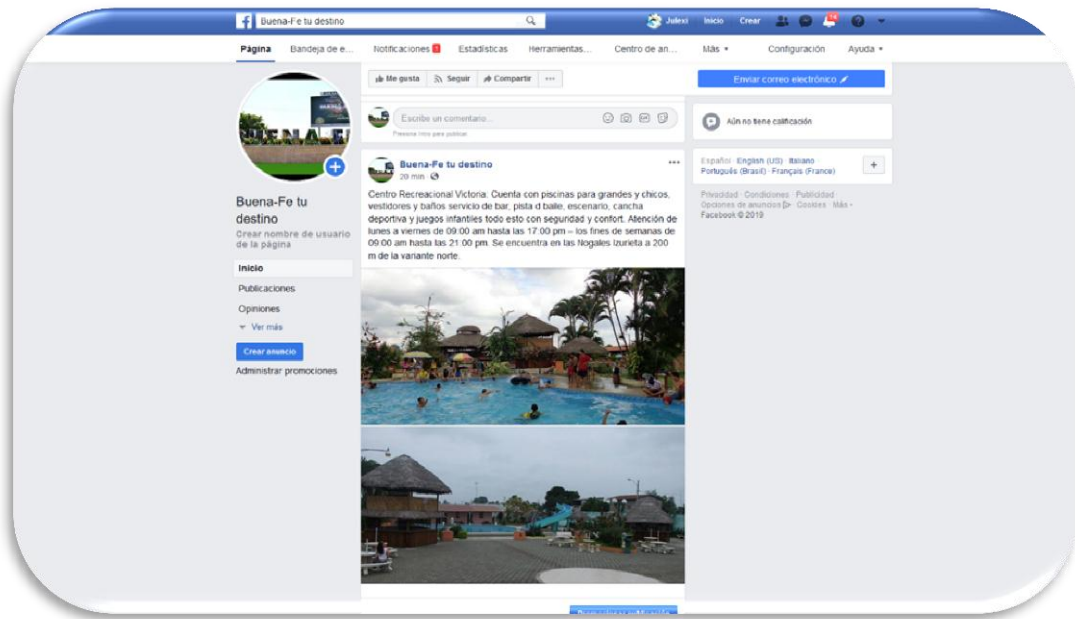 Buena-Fe tu destino
Julexi Inicio Crear
Página Bandeja de e... Notificaciones Estadísticas Herramientas... Centro de an... Más Configuración Ayuda
Me gusta Seguir Compartir ...
Enviar correo electrónico
Escribe un comentario...
Presiona Intro para publicar.
Aún no tiene calificación
BUENA-FE
Buena-Fe tu destino
Crear nombre de usuario de la página
Inicio
Publicaciones
Opiniones
Ver más
Crear anuncio
Administrar promociones
Buena-Fe tu destino
20 min
Centro Recreacional Victoria: Cuenta con piscinas para grandes y chicos,
vestidores y baños servicio de bar, pista d baile, escenario, cancha
deportiva y juegos infantiles todo esto con seguridad y confort. Atención de
lunes a viernes de 09:00 am hasta las 17:00 pm – los fines de semanas de
09:00 am hasta las 21:00 pm. Se encuentra en las Nogales Izurieta a 200
m de la variante norte.
Español · English (US) · Italiano ·
Português (Brasil) · Français (France)
Privacidad · Condiciones · Publicidad ·
Opciones de anuncios · Cookies · Más
Facebook © 2019